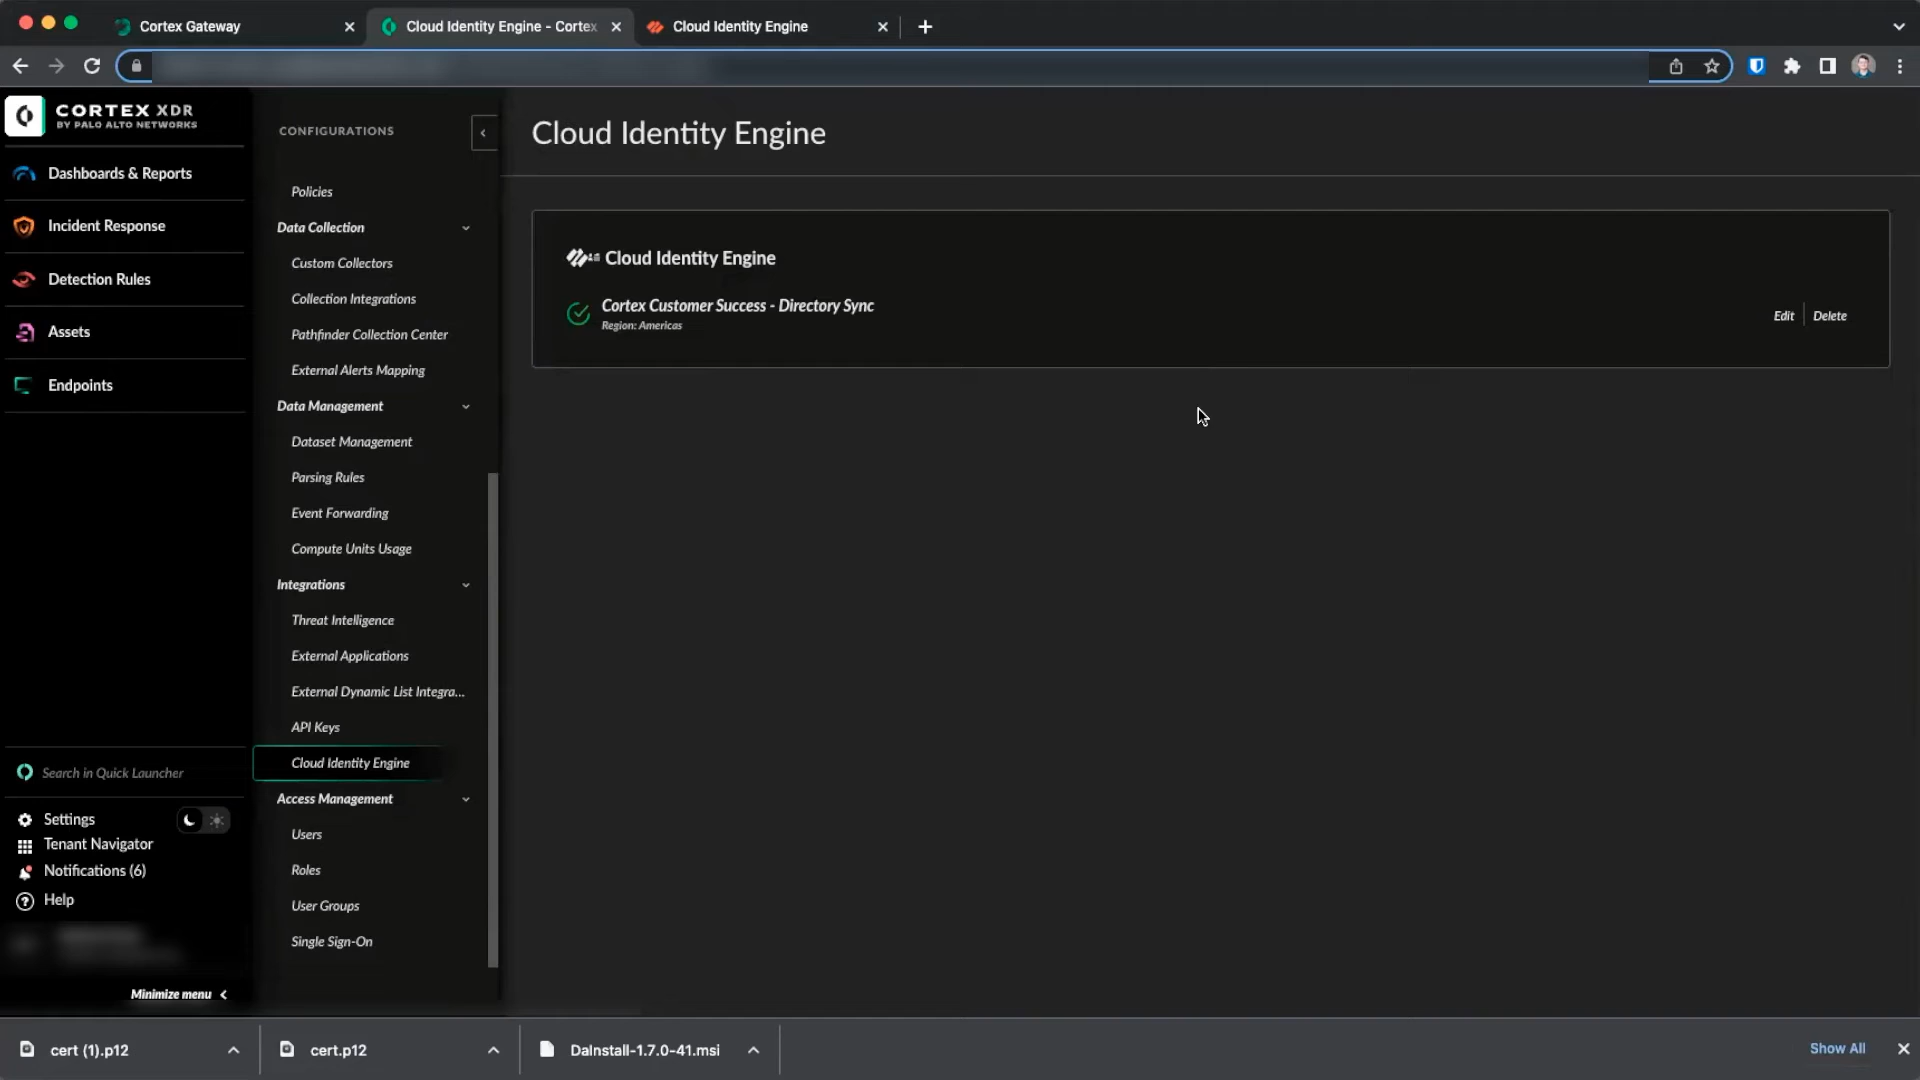 Cortex Gateway
Cloud Identity Engine - Cortex
Cloud Identity Engine
CORTEX XDR
BY PALO ALTO NETWORKS
Dashboards & Reports
Incident Response
Detection Rules
Assets
Endpoints
Search in Quick Launcher
Settings
Tenant Navigator
Notifications (6)
Help
Minimize menu
CONFIGURATIONS
Policies
Data Collection
Custom Collectors
Collection Integrations
Pathfinder Collection Center
External Alerts Mapping
Data Management
Dataset Management
Parsing Rules
Event Forwarding
Compute Units Usage
Integrations
Threat Intelligence
External Applications
External Dynamic List Integra...
API Keys
Cloud Identity Engine
Access Management
Users
Roles
User Groups
Single Sign-On
Cloud Identity Engine
Cloud Identity Engine
Cortex Customer Success - Directory Sync
Region: Americas
Edit
Delete
cert (1).p12
cert.p12
DaInstall-1.7.0-41.msi
Show All